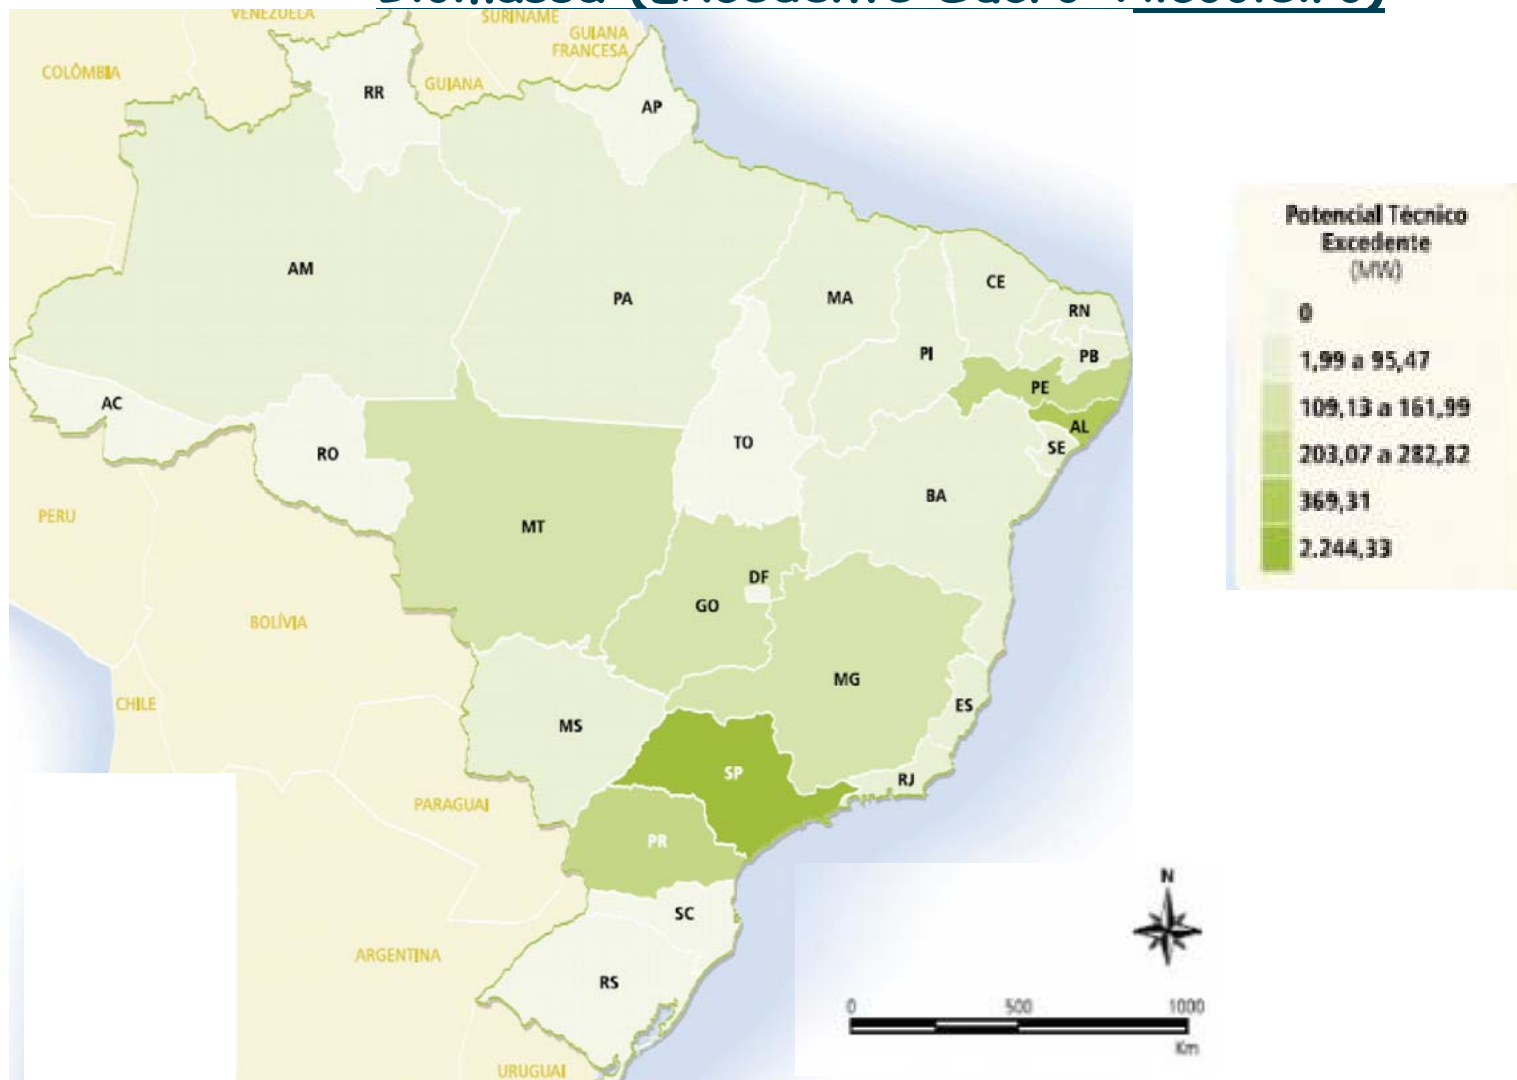 VENEZUELA
SURINAME
GUIANA
FRANCESA
COLÔMBIA
GUIANA
RR
AP
AM
PA
MA
CE
RN
PI
PB
PE
AC
AL
RO
TO
SE
BA
PERU
MT
DF
GO
BOLÍVIA
MG
CHILE
ES
MS
SP
RJ
PARAGUAI
PR
SC
ARGENTINA
RS
URUGUAI
Potencial Técnico
Excedente
(MW)
0
1,99 a 95,47
109,13 a 161,99
203,07 a 282,82
369,31
2.244,33
N
0 500 1000
Km